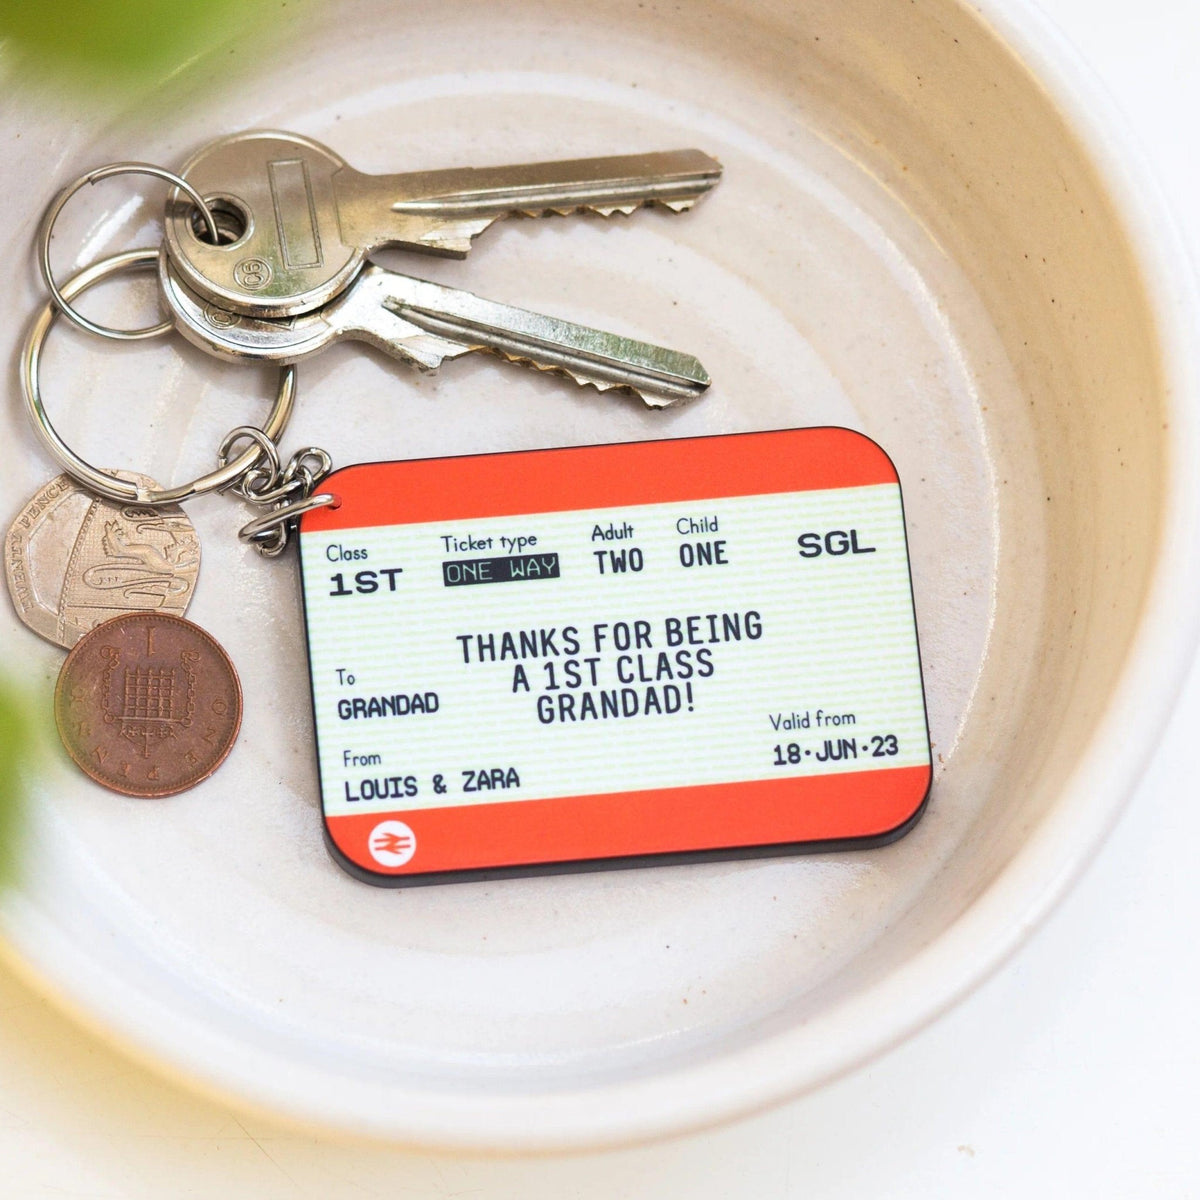 Class
1ST
Ticket type
ONE WAY
Adult
TWO
Child
ONE
SGL
THANKS FOR BEING
A 1ST CLASS
GRANDAD!
To
GRANDAD
From
LOUIS & ZARA
Valid from
18·JUN·23
TWENTY PENCE
1
ONE PENNY